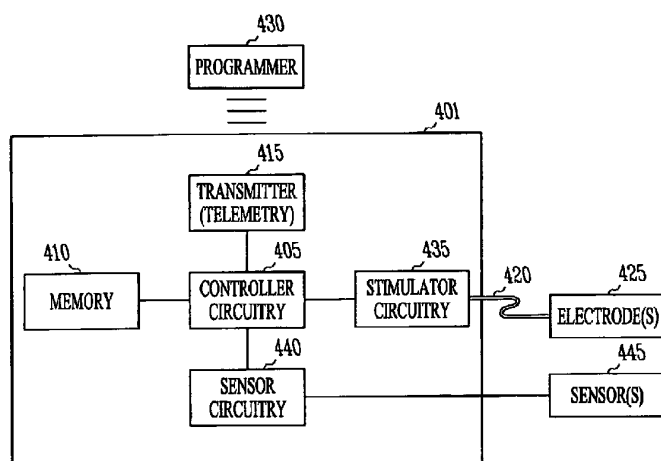 430
PROGRAMMER
401
415
TRANSMITTER
(TELEMETRY)
410
MEMORY
405
CONTROLLER
CIRCUITRY
435
STIMULATOR
CIRCUITRY
420
425
ELECTRODE(S)
440
SENSOR
CIRCUITRY
445
SENSOR(S)